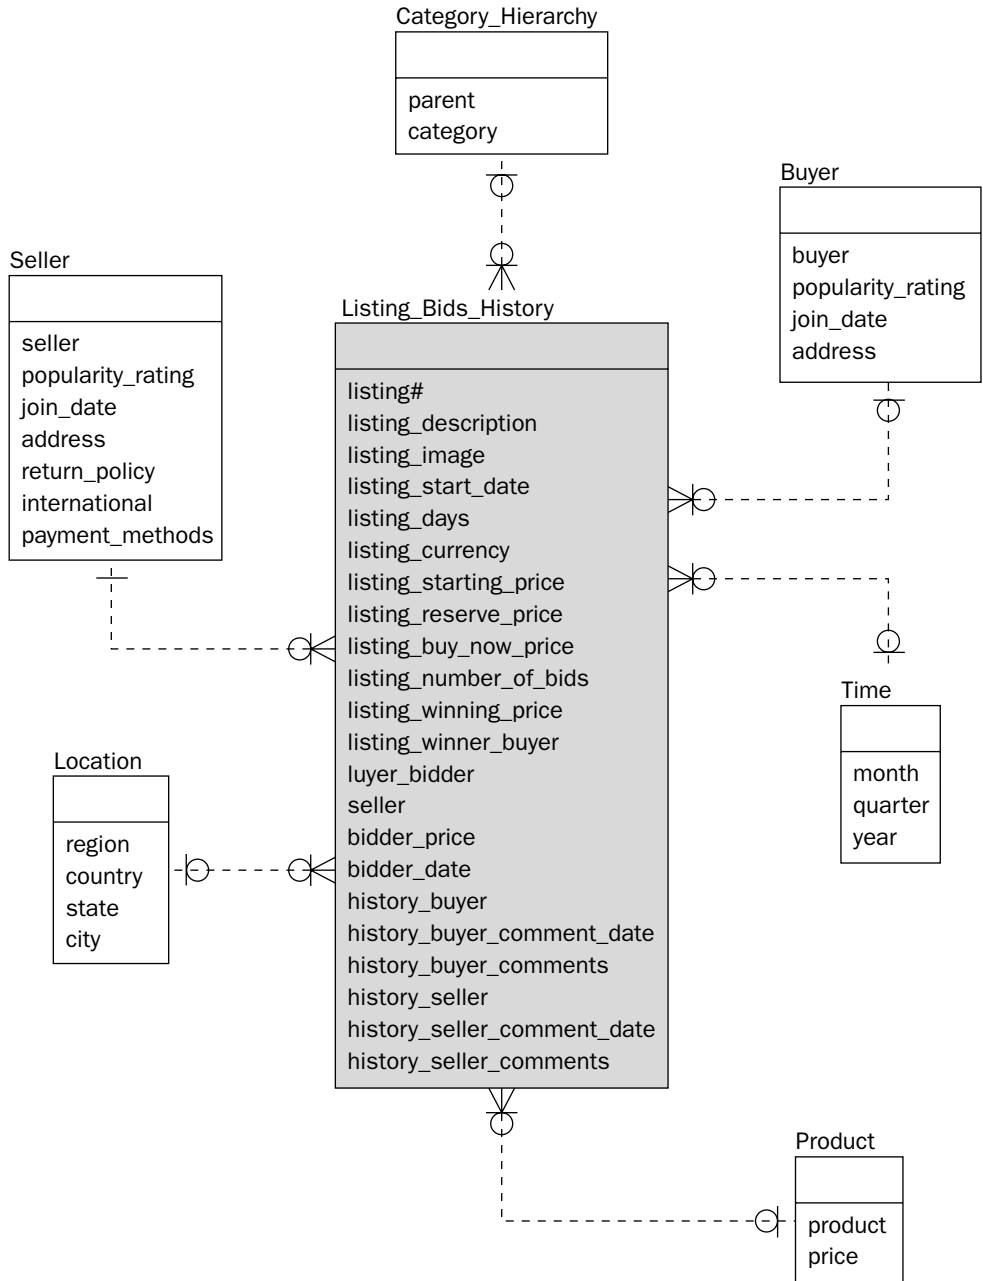 Category_Hierarchy
parent
category
Buyer
buyer
popularity_rating
join_date
address
Seller
seller
popularity_rating
join_date
address
return_policy
international
payment_methods
Listing_Bids_History
listing#
listing_description
listing_image
listing_start_date
listing_days
listing_currency
listing_starting_price
listing_reserve_price
listing_buy_now_price
listing_number_of_bids
listing_winning_price
listing_winner_buyer
luyer_bidder
seller
bidder_price
bidder_date
history_buyer
history_buyer_comment_date
history_buyer_comments
history_seller
history_seller_comment_date
history_seller_comments
Time
month
quarter
year
Location
region
country
state
city
Product
product
price